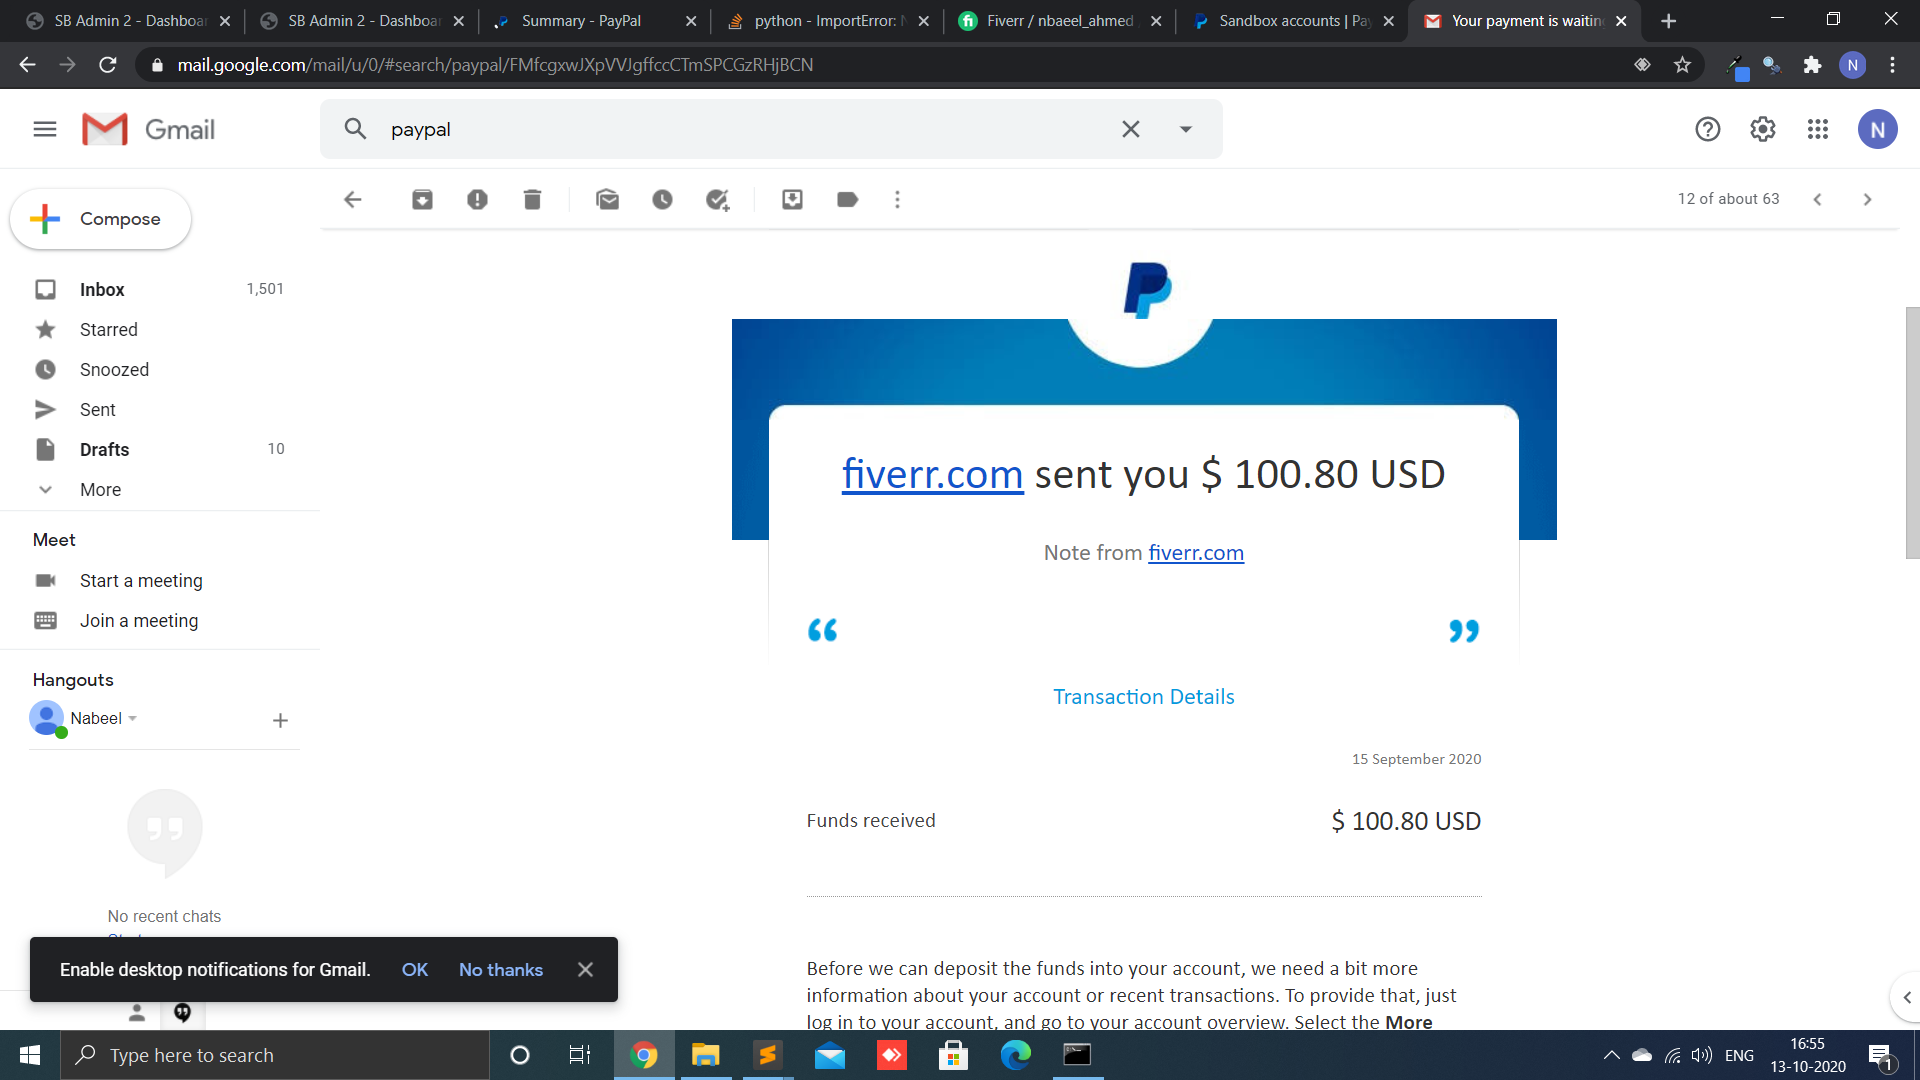 SB Admin 2 - Dashboar
SB Admin 2 - Dashboar
Summary - PayPal
python - ImportError: N
Fiverr / nbaeel_ahmed
Sandbox accounts | Pay
Your payment is waitin
mail.google.com/mail/u/0/#search/paypal/FMfcgxwJXpVVJgffccCTmSPCGzRHjBCN
N
Gmail
paypal
N
Compose
12 of about 63
Inbox 1,501
Starred
Snoozed
Sent
Drafts 10
More
Meet
Start a meeting
Join a meeting
Hangouts
Nabeel
No recent chats
fiverr.com sent you $ 100.80 USD
Note from fiverr.com
“ ”
Transaction Details
15 September 2020
Funds received $ 100.80 USD
Before we can deposit the funds into your account, we need a bit more
information about your account or recent transactions. To provide that, just
log in to your account, and go to your account overview. Select the More
Enable desktop notifications for Gmail. OK No thanks
Type here to search
ENG
16:55
13-10-2020
1